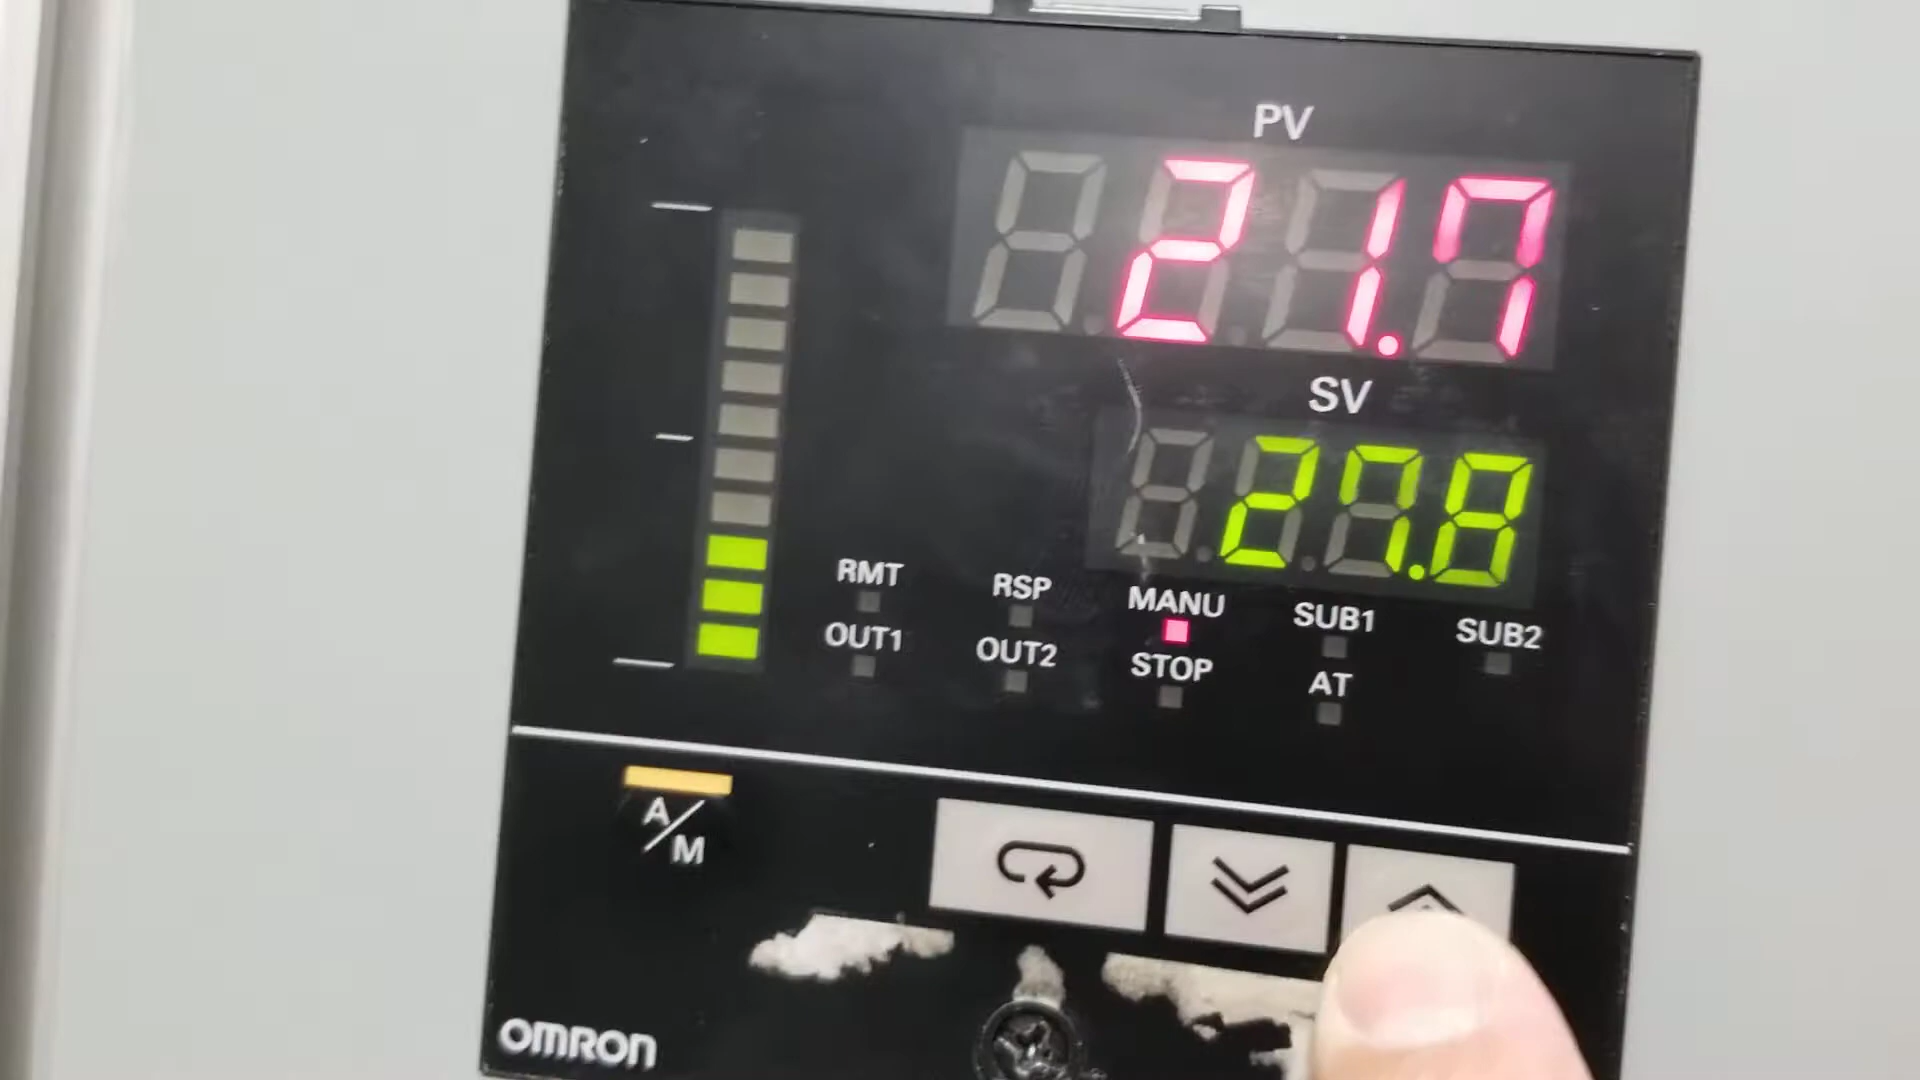 PV
21.7
SV
27.8
RMT RSP MANU SUB1 SUB2
OUT1 OUT2 STOP AT
A/M
OMRON